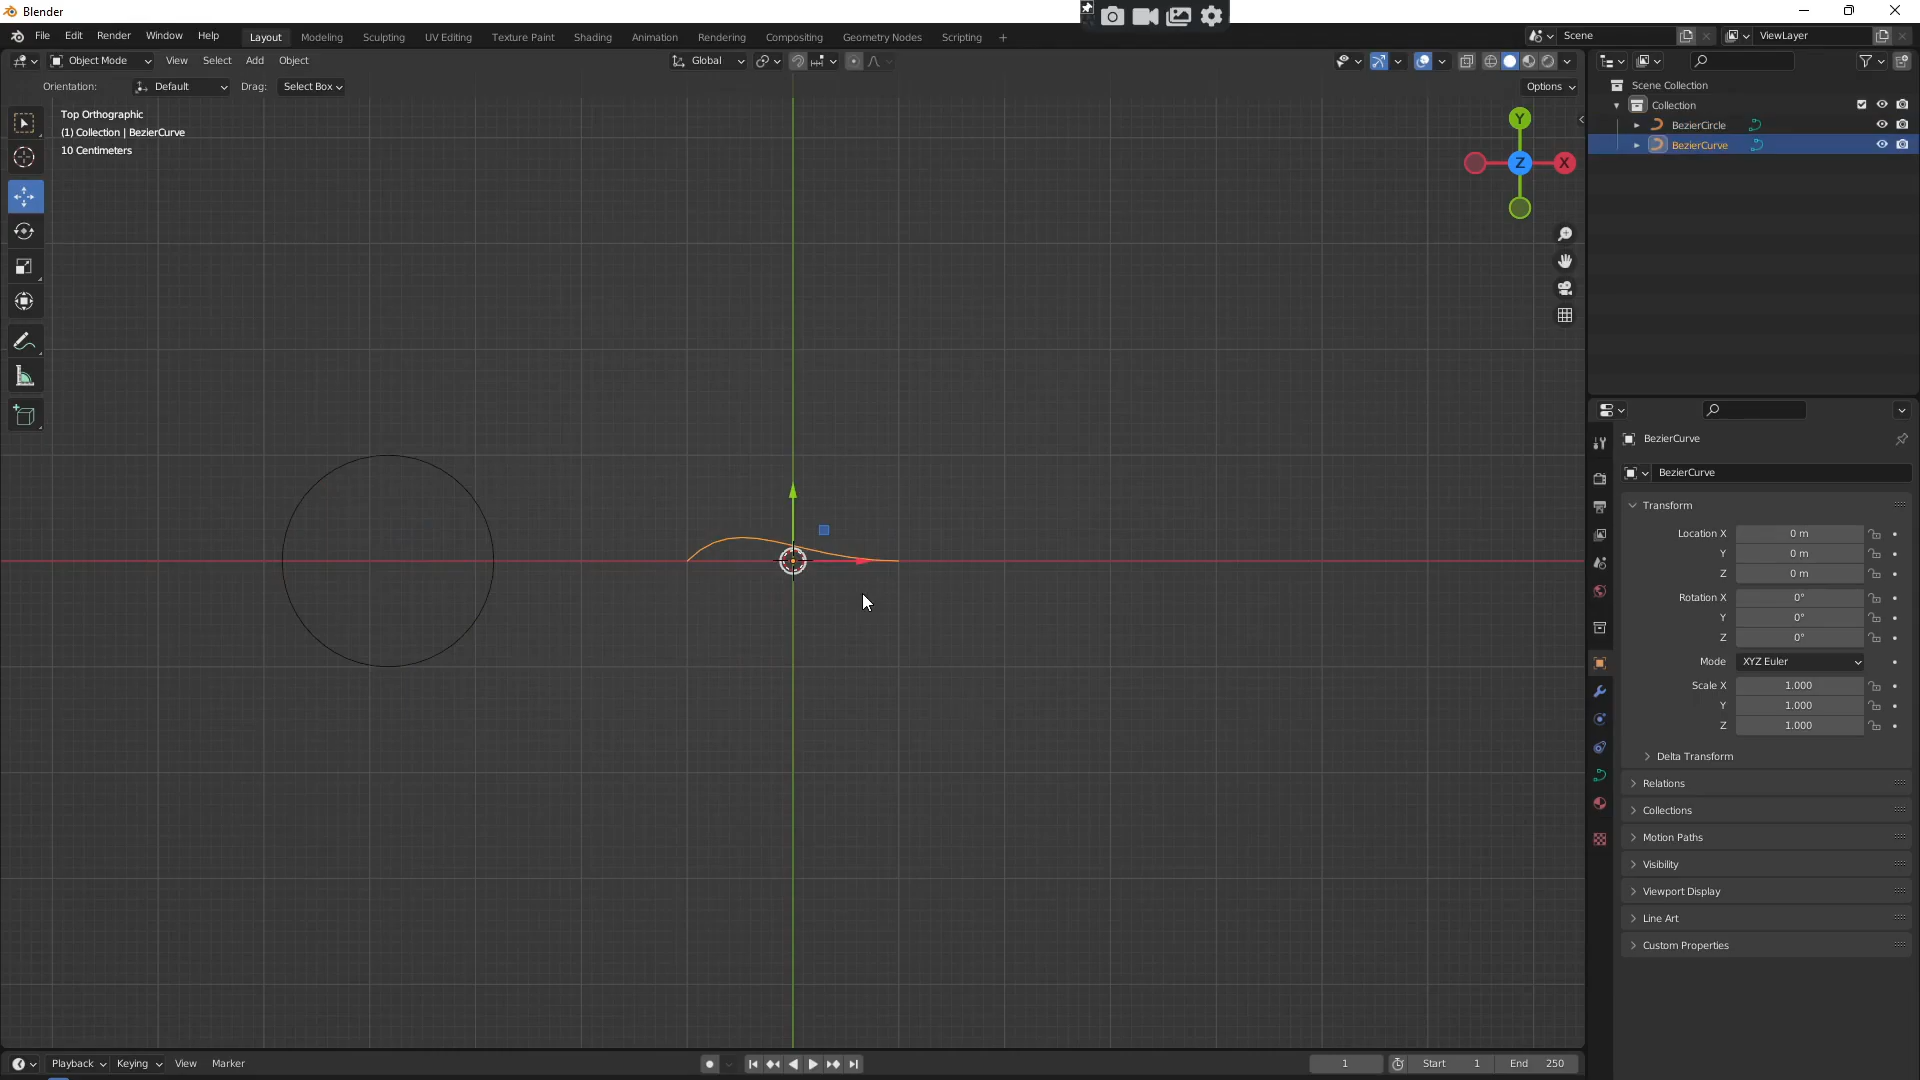 Blender
File Edit Render Window Help Layout Modeling Sculpting UV Editing Texture Paint Shading Animation Rendering Compositing Geometry Nodes Scripting + Scene ViewLayer
Object Mode View Select Add Object Global
Orientation: Default Drag: Select Box Options
Top Orthographic
(1) Collection | BezierCurve
10 Centimeters
Y
Z
X
Scene Collection
Collection
BezierCircle
BezierCurve
BezierCurve
BezierCurve
Transform
Location X 0 m
Y 0 m
Z 0 m
Rotation X 0°
Y 0°
Z 0°
Mode XYZ Euler
Scale X 1.000
Y 1.000
Z 1.000
Delta Transform
Relations
Collections
Motion Paths
Visibility
Viewport Display
Line Art
Custom Properties
Playback Keying View Marker 1 Start 1 End 250